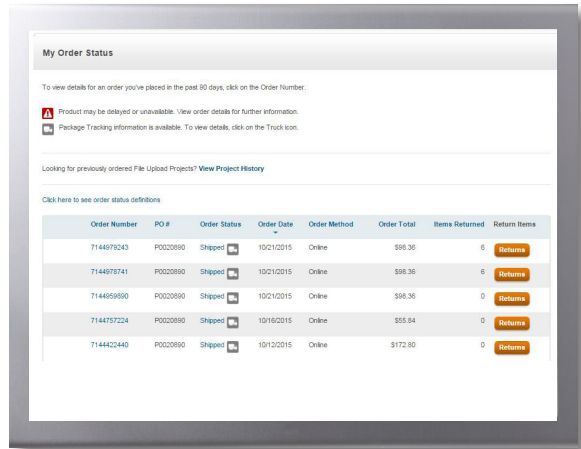 My Order Status
To view details for an order you've placed in the past 90 days, click on the Order Number.
Product may be delayed or unavailable. View order details for further information.
Package Tracking information is available. To view details, click on the Truck icon.
Looking for previously ordered File Upload Projects? View Project History
Click here to see order status definitions
Order Number PO # Order Status Order Date Order Method Order Total Items Returned Return Items
7144979243 P0020890 Shipped 10/21/2015 Online $98.36 6 Returns
7144978741 P0020890 Shipped 10/21/2015 Online $98.36 6 Returns
7144959890 P0020890 Shipped 10/21/2015 Online $98.36 0 Returns
7144757224 P0020890 Shipped 10/16/2015 Online $55.84 0 Returns
7144422440 P0020890 Shipped 10/12/2015 Online $172.80 0 Returns